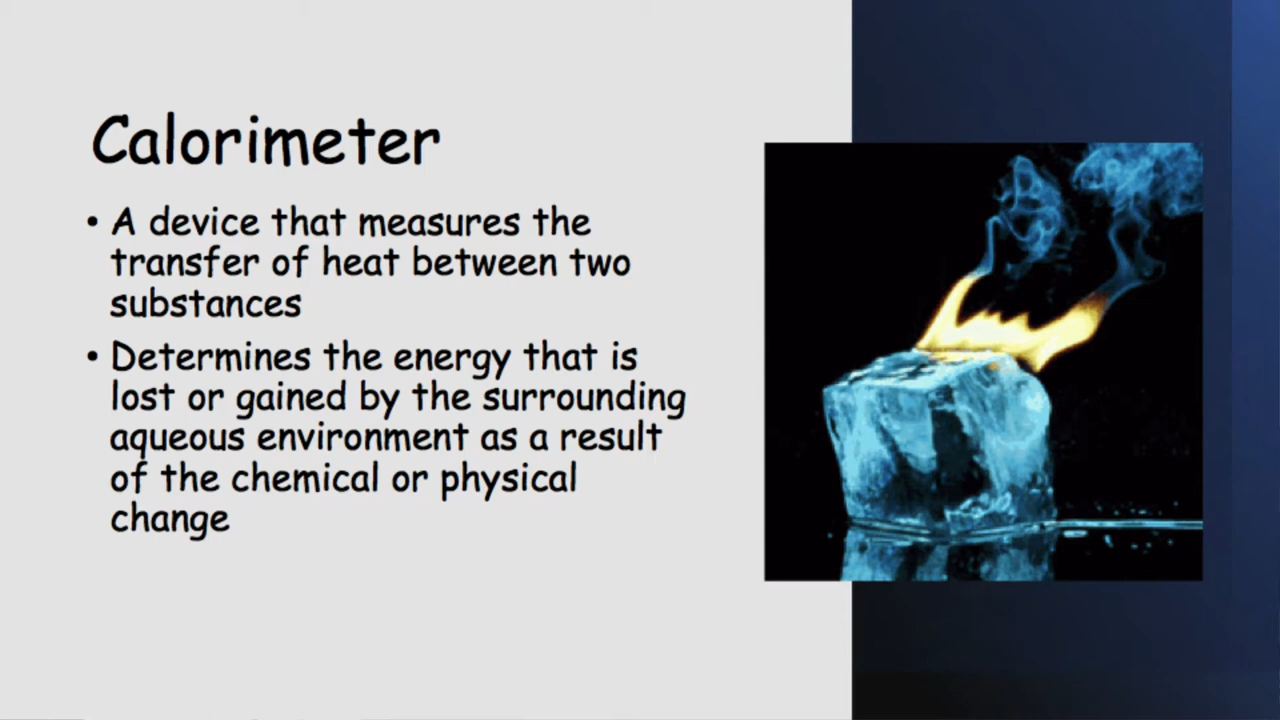 Calorimeter
• A device that measures the
transfer of heat between two
substances
• Determines the energy that is
lost or gained by the surrounding
aqueous environment as a result
of the chemical or physical
change